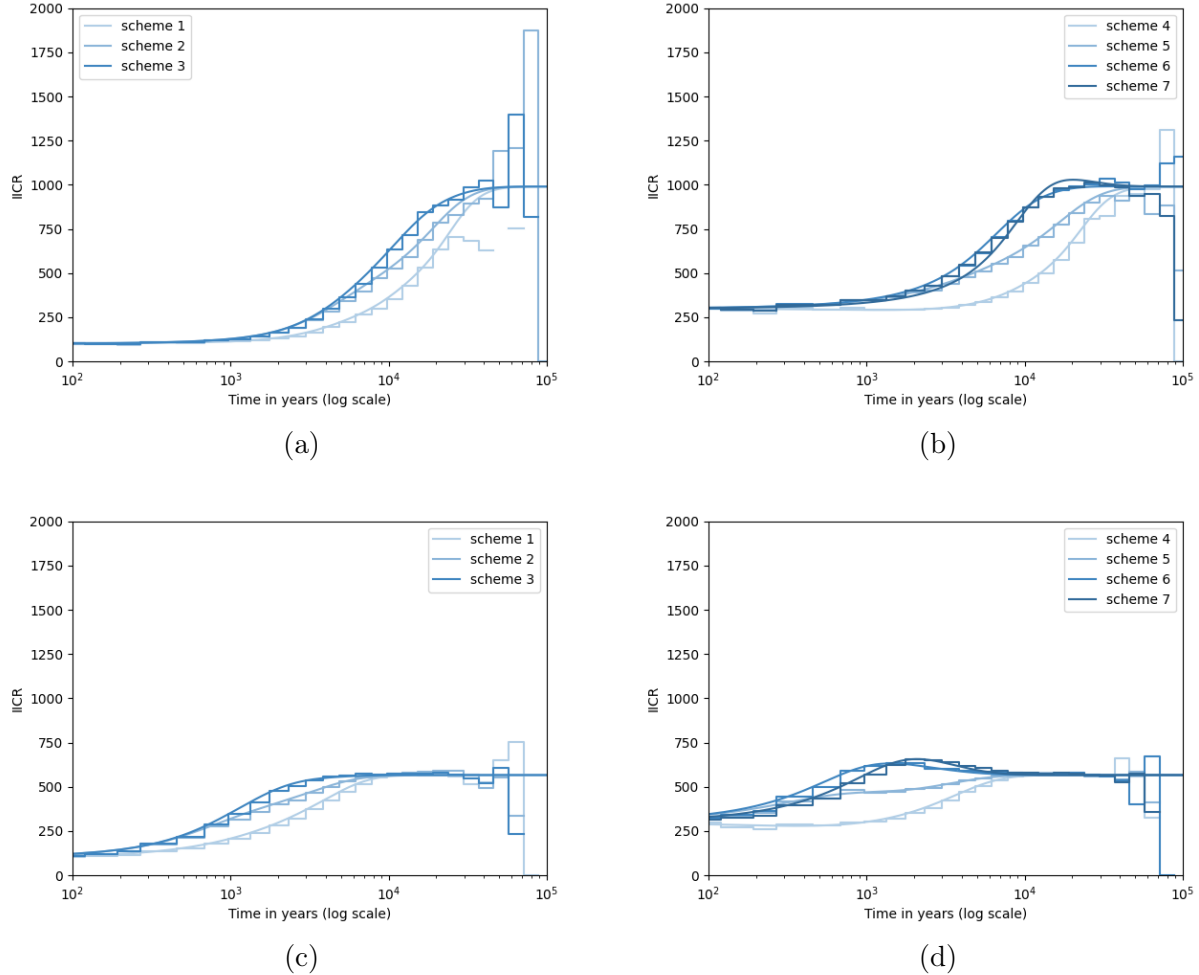 2000
1750
1500
1250
1000
750
500
250
0
IICR
scheme 1
scheme 2
scheme 3
10² 10³ 10⁴ 10⁵
Time in years (log scale)
(a)
2000
1750
1500
1250
1000
750
500
250
0
IICR
scheme 4
scheme 5
scheme 6
scheme 7
10² 10³ 10⁴ 10⁵
Time in years (log scale)
(b)
2000
1750
1500
1250
1000
750
500
250
0
IICR
scheme 1
scheme 2
scheme 3
10² 10³ 10⁴ 10⁵
Time in years (log scale)
(c)
2000
1750
1500
1250
1000
750
500
250
0
IICR
scheme 4
scheme 5
scheme 6
scheme 7
10² 10³ 10⁴ 10⁵
Time in years (log scale)
(d)